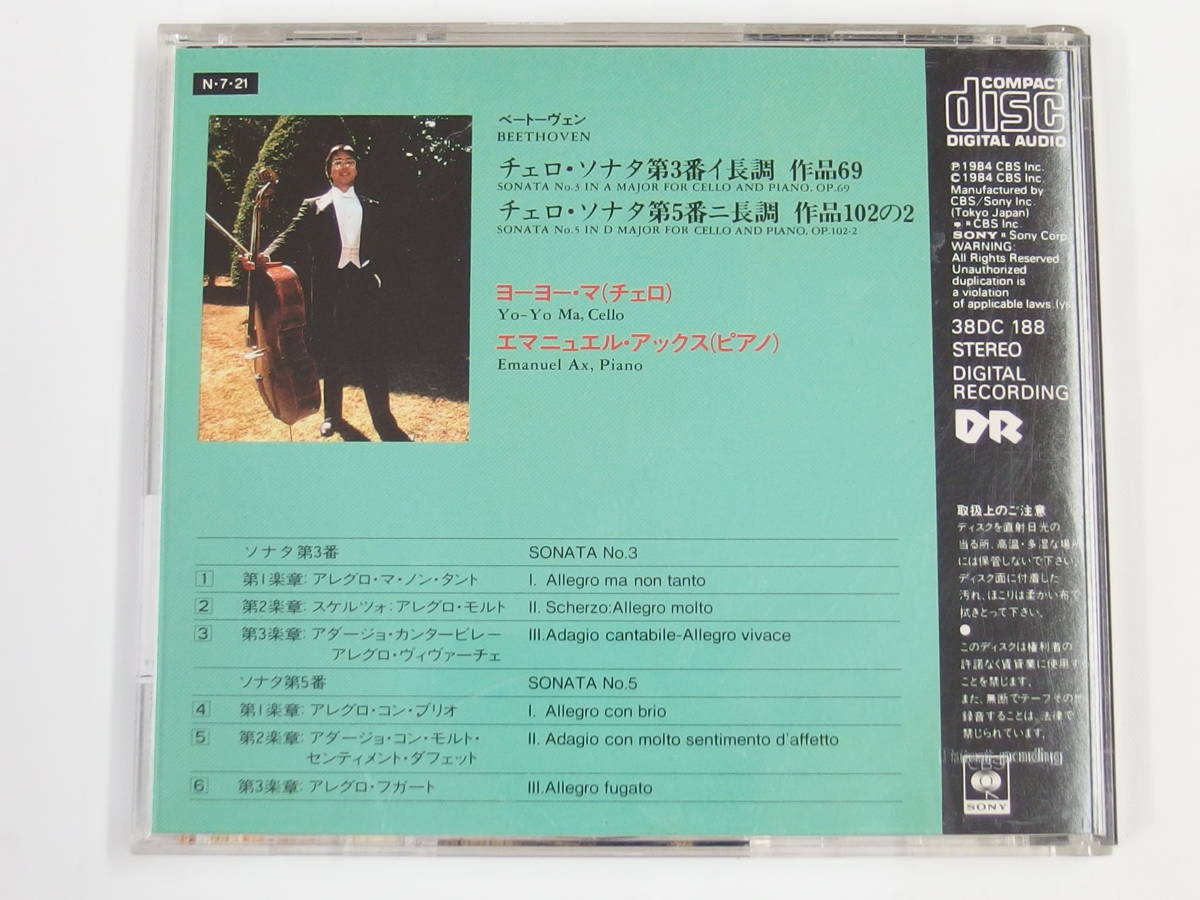 N・7・21
ベートーヴェン
BEETHOVEN
チェロ・ソナタ第3番イ長調 作品69
SONATA No.3 IN A MAJOR FOR CELLO AND PIANO, OP.69
チェロ・ソナタ第5番ニ長調 作品102の2
SONATA No.5 IN D MAJOR FOR CELLO AND PIANO, OP.102-2
ヨーヨー・マ(チェロ)
Yo-Yo Ma, Cello
エマニュエル・アックス(ピアノ)
Emanuel Ax, Piano
ソナタ第3番 SONATA No.3
1 第1楽章: アレグロ・マ・ノン・タント I. Allegro ma non tanto
2 第2楽章: スケルツォ: アレグロ・モルト II. Scherzo:Allegro molto
3 第3楽章: アダージョ・カンタービレー III.Adagio cantabile-Allegro vivace
アレグロ・ヴィヴァーチェ
ソナタ第5番 SONATA No.5
4 第1楽章: アレグロ・コン・ブリオ I. Allegro con brio
5 第2楽章: アダージョ・コン・モルト・ II. Adagio con molto sentimento d'affetto
センティメント・ダフェット
6 第3楽章: アレグロ・フガート III.Allegro fugato
COMPACT
disc
DIGITAL AUDIO
℗1984 CBS Inc.
©1984 CBS Inc.
Manufactured by
CBS/Sony Inc.
(Tokyo Japan)
CBS Inc.
SONY Sony Corp
WARNING:
All Rights Reserved
Unauthorized
duplication is
a violation
of applicable laws.
38DC 188
STEREO
DIGITAL
RECORDING
DR
取扱上のご注意
ディスクを直射日光の
当る所、高温・多湿な場所
には保管しないで下さい。
ディスク面に付着した
汚れ、ほこりは柔かい布で
拭きとって下さい。
●
このディスクは権利者の
許諾なく賃貸業に使用する
ことを禁じます。
また、無断でテープその他
録音することは、法律で
禁じられています。
CBS
SONY